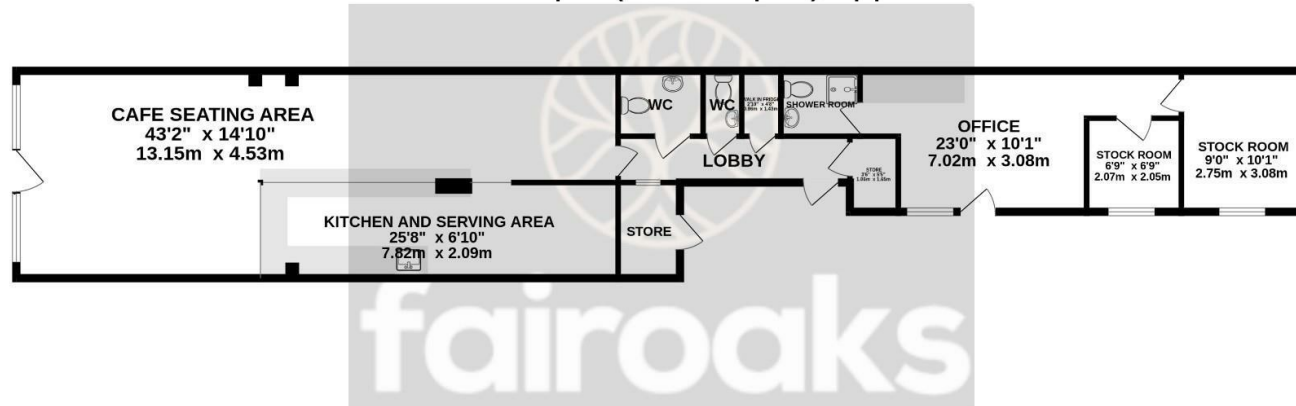 CAFE SEATING AREA
43'2" x 14'10"
13.15m x 4.53m
KITCHEN AND SERVING AREA
25'8" x 6'10"
7.82m x 2.09m
WC
WC
WALK IN FRIDGE
SHOWER ROOM
LOBBY
STORE
STORE
OFFICE
23'0" x 10'1"
7.02m x 3.08m
STOCK ROOM
6'9" x 6'9"
2.07m x 2.05m
STOCK ROOM
9'0" x 10'1"
2.75m x 3.08m
fairoaks